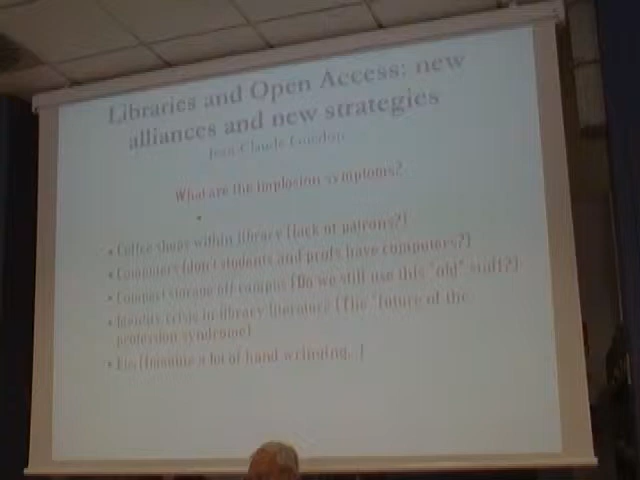 Libraries and Open Access: new
alliances and new strategies
Jean-Claude Guédon
What are the implosion symptoms?
• Coffee shops within library (lack of patrons?)
• Computers (don't students and profs have computers?)
• Compact storage off campus (Do we still use this "old" stuff?)
• Identity crisis in library literature (The "future of the
profession syndrome)
• Etc. (Imagine a lot of hand wringing...)